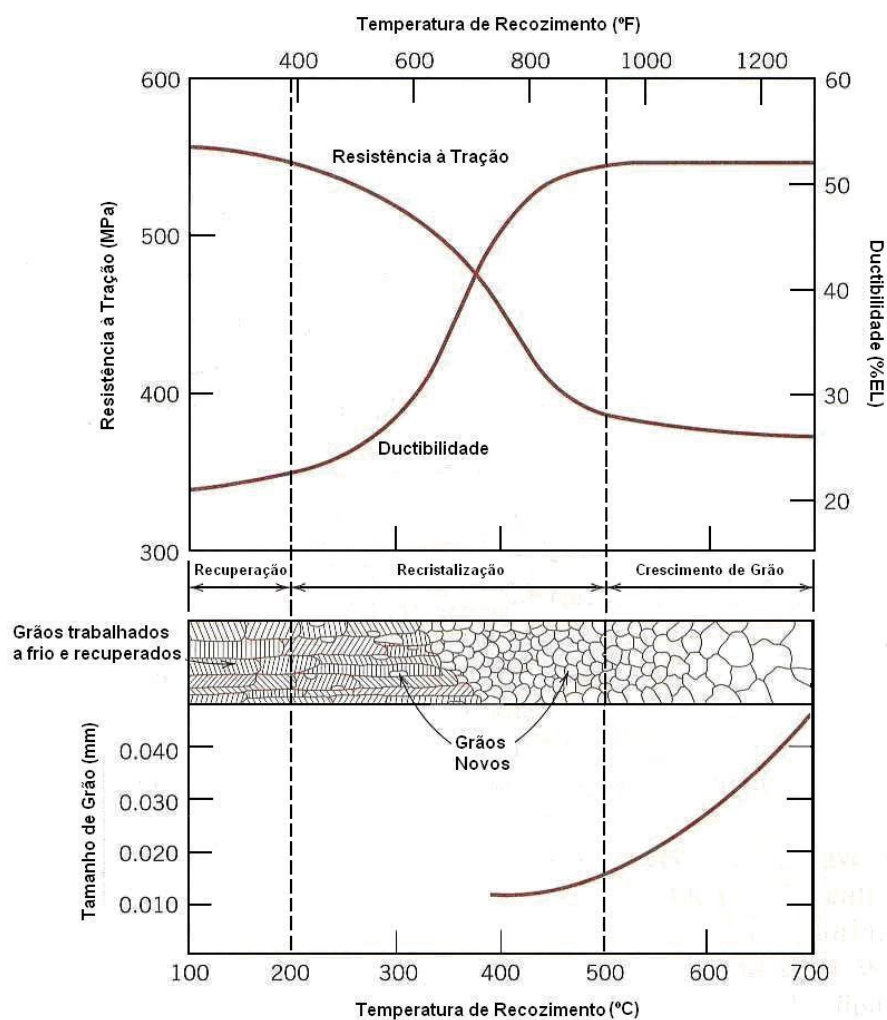 Temperatura de Recozimento (ºF)
400 600 800 1000 1200
600 60
Resistência à Tração
50
500
Resistência à Tração (MPa)
40
Ductibilidade (%EL)
400
30
Ductibilidade
20
300
Recuperação Recristalização Crescimento de Grão
Grãos trabalhados
a frio e recuperados
Grãos
Novos
Tamanho de Grão (mm)
0.040
0.030
0.020
0.010
100 200 300 400 500 600 700
Temperatura de Recozimento (ºC)